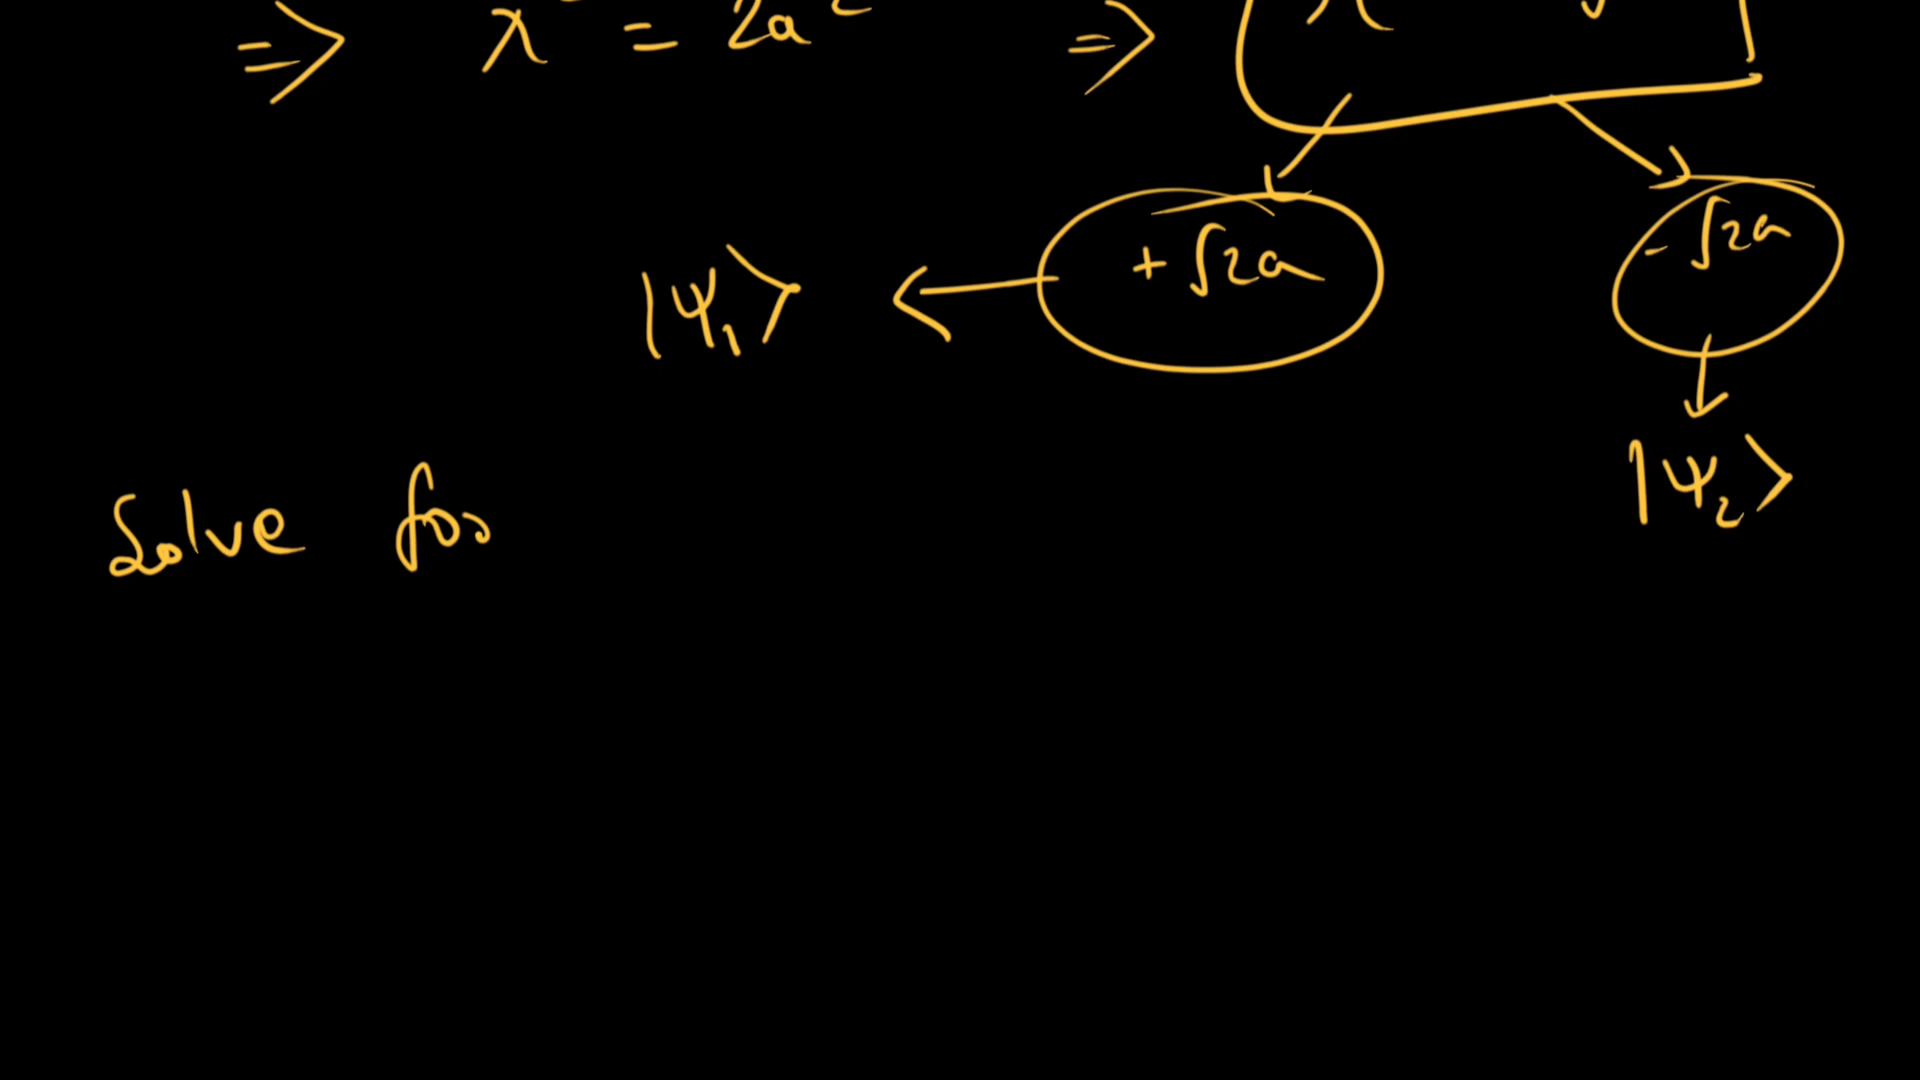 ⇒ λ² = 2a² ⇒ λ
|ψ₁⟩ ← +√2a -√2a
|ψ₂⟩
Solve for